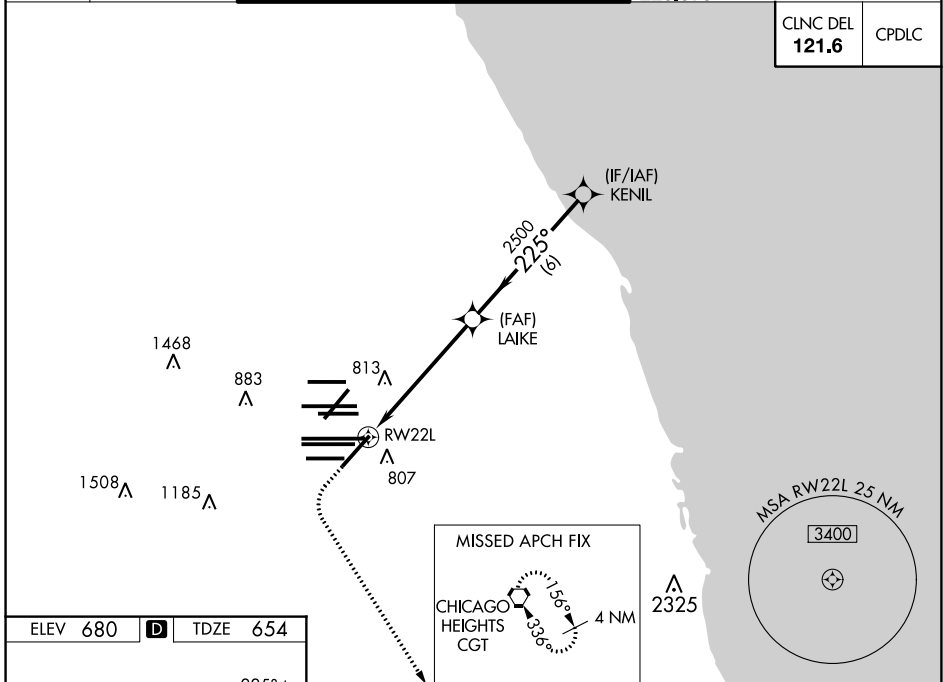 CLNC DEL
121.6
CPDLC
(IF/IAF)
KENIL
2500
225°
(6)
(FAF)
LAIKE
1468
883
813
RW22L
807
1508
1185
MSA RW22L 25 NM
3400
MISSED APCH FIX
CHICAGO
HEIGHTS
CGT
156°
336°
4 NM
2325
ELEV 680
D
TDZE 654